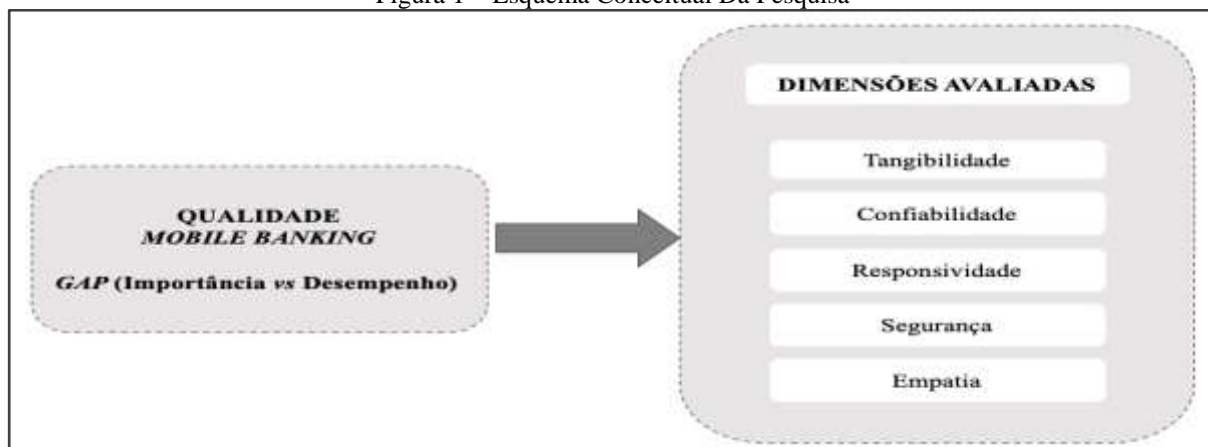 Figura 1 – Esquema Conceitual Da Pesquisa
QUALIDADE
MOBILE BANKING
GAP (Importância vs Desempenho)
DIMENSÕES AVALIADAS
Tangibilidade
Confiabilidade
Responsividade
Segurança
Empatia